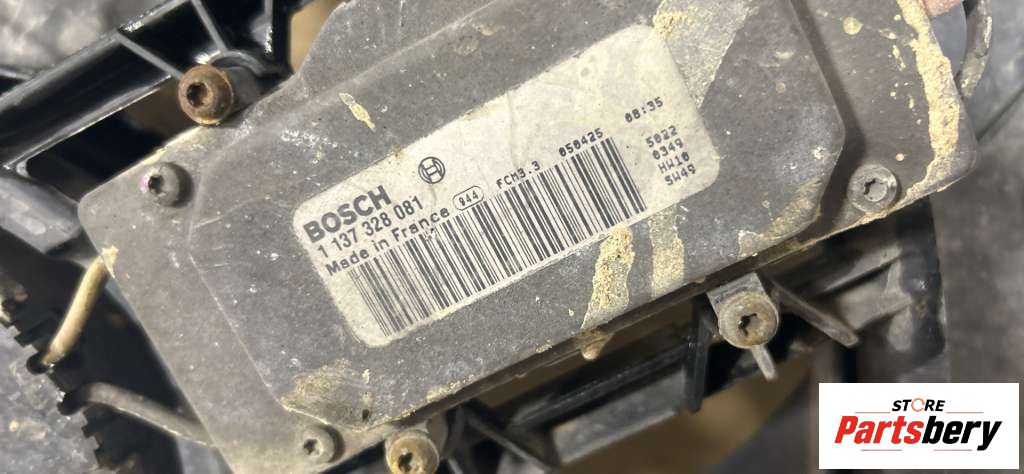 BOSCH
1 137 328 081
Made in France 944 FCM3.3 050425 08:35
5022
0349
HW10
SW49
STORE
Partsbery